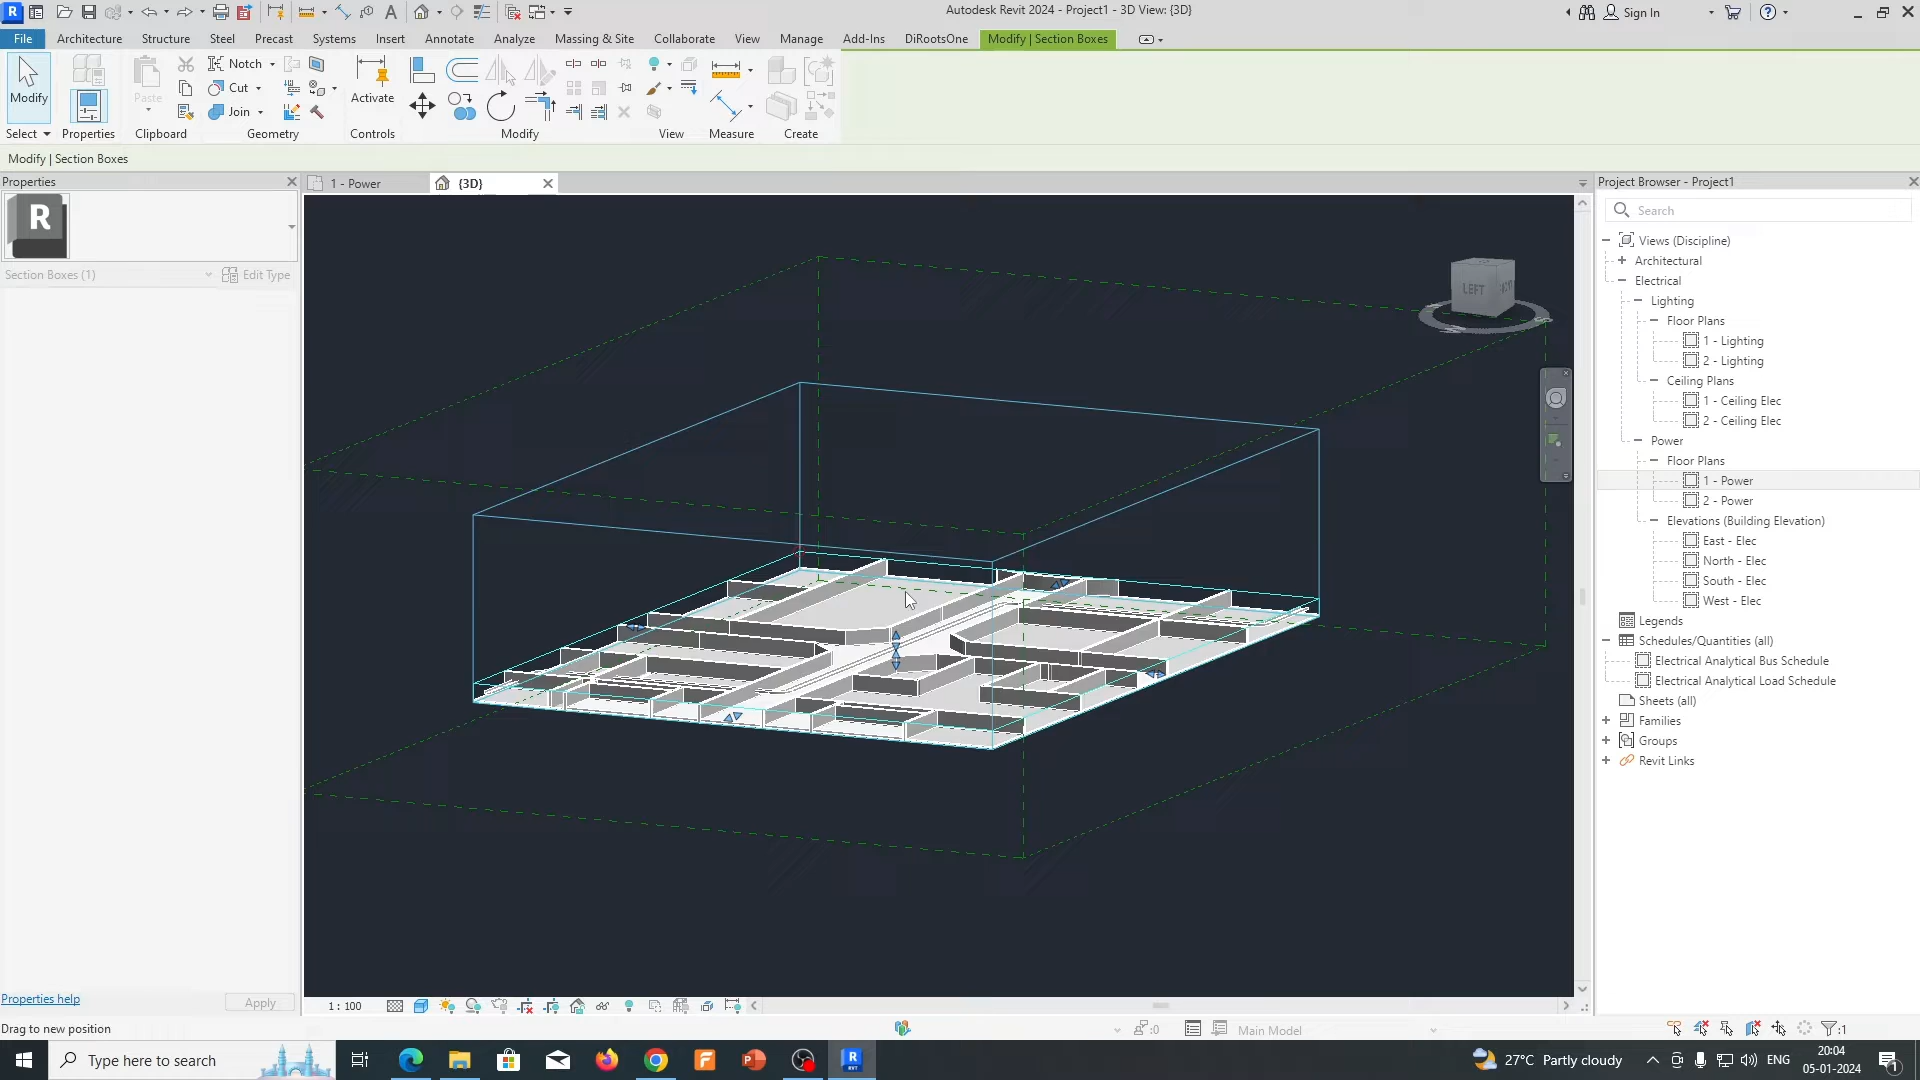 Autodesk Revit 2024 - Project1 - 3D View: {3D}
Sign In
File
Architecture
Structure
Steel
Precast
Systems
Insert
Annotate
Analyze
Massing & Site
Collaborate
View
Manage
Add-Ins
DiRootsOne
Modify | Section Boxes
Modify
Paste
Notch
Cut
Join
Activate
Select
Properties
Clipboard
Geometry
Controls
Modify
View
Measure
Create
Modify | Section Boxes
Properties
1 - Power
{3D}
Project Browser - Project1
R
Search
Section Boxes (1)
Edit Type
LEFT
Views (Discipline)
Architectural
Electrical
Lighting
Floor Plans
1 - Lighting
2 - Lighting
Ceiling Plans
1 - Ceiling Elec
2 - Ceiling Elec
Power
Floor Plans
1 - Power
2 - Power
Elevations (Building Elevation)
East - Elec
North - Elec
South - Elec
West - Elec
Legends
Schedules/Quantities (all)
Electrical Analytical Bus Schedule
Electrical Analytical Load Schedule
Sheets (all)
Families
Groups
Revit Links
Properties help
Apply
1 : 100
Drag to new position
:0
Main Model
:1
Type here to search
27°C Partly cloudy
ENG
20:04
05-01-2024